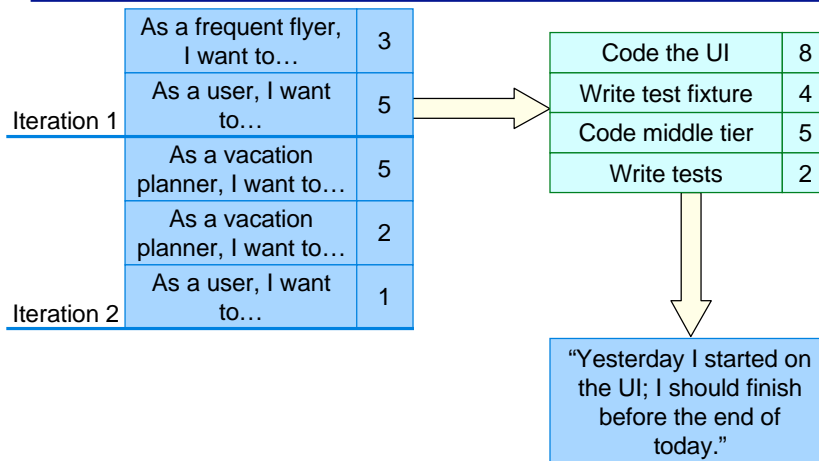 As a frequent flyer,
I want to… 3
As a user, I want
to… 5
Iteration 1
As a vacation
planner, I want to… 5
As a vacation
planner, I want to… 2
As a user, I want
to… 1
Iteration 2
Code the UI 8
Write test fixture 4
Code middle tier 5
Write tests 2
“Yesterday I started on
the UI; I should finish
before the end of
today.”